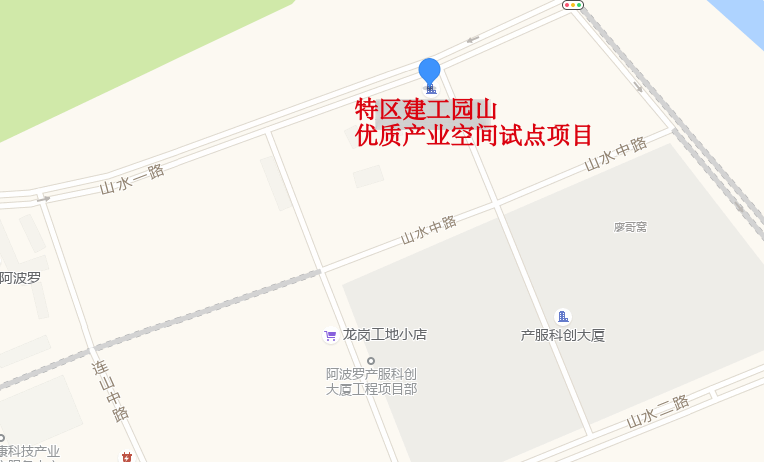 特区建工园山
优质产业空间试点项目
山水一路
山水中路
山水中路
廖哥窝
阿波罗
龙岗工地小店
产服科创大厦
阿波罗产服科创
大厦工程项目部
连山中路
山水二路
康科技产业